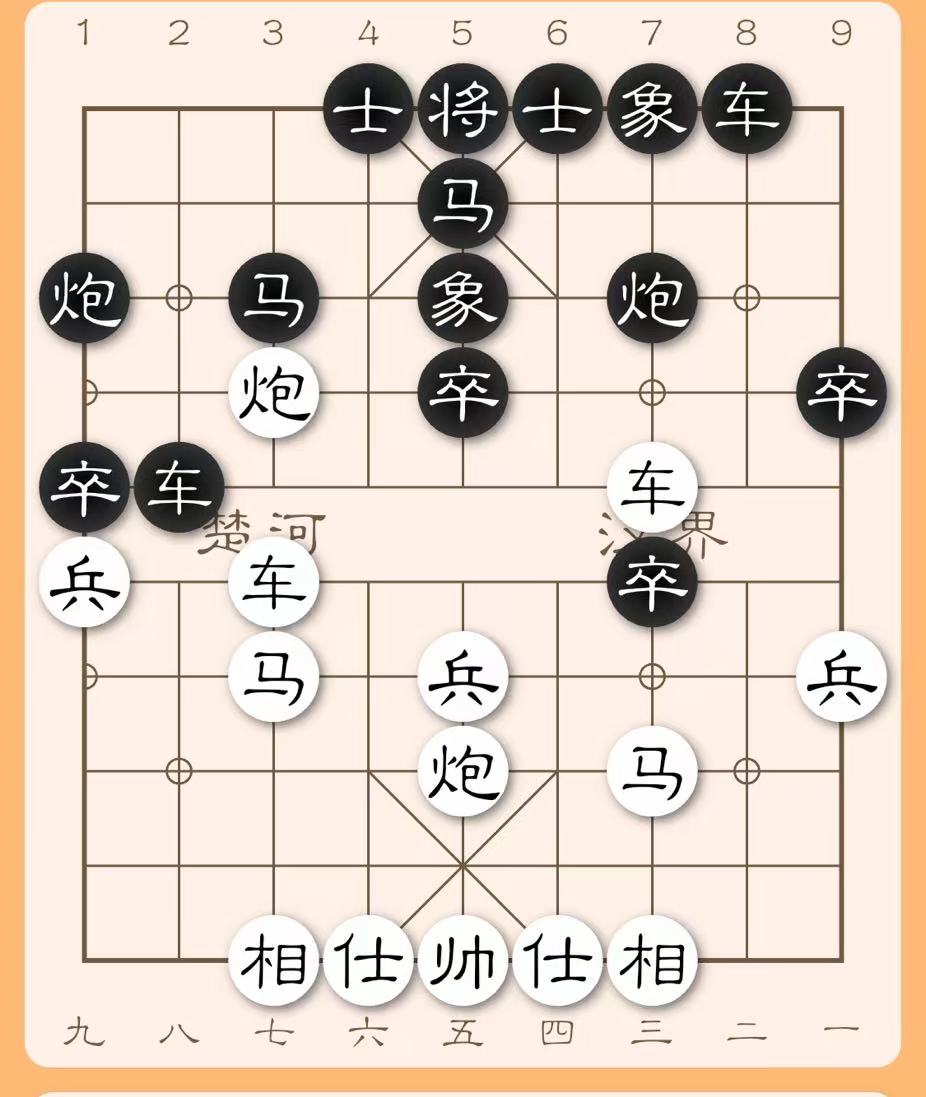 1 2 3 4 5 6 7 8 9
士 将 士 象 车
马
炮 马 象 炮
炮 卒 卒
卒 车 车
楚河 汉界
兵 车 卒
马 兵 兵
炮 马
相 仕 帅 仕 相
九 八 七 六 五 四 三 二 一